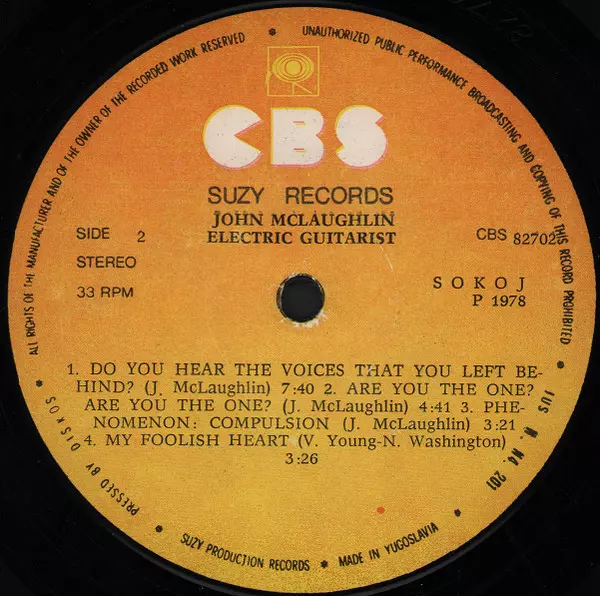 ALL RIGHTS OF THE MANUFACTURER AND OF THE OWNER OF THE RECORDED WORK RESERVED * UNAUTHORIZED PUBLIC PERFORMANCE BROADCASTING AND COPYING OF THIS RECORD PROHIBITED
CBS
SUZY RECORDS
JOHN MCLAUGHLIN
ELECTRIC GUITARIST
SIDE 2
CBS
STEREO
33 RPM
SOKOJ
P 1978
1. DO YOU HEAR THE VOICES THAT YOU LEFT BE-
HIND? (J. McLaughlin) 7:40 2. ARE YOU THE ONE?
ARE YOU THE ONE? (J. McLaughlin) 4:41 3. PHE-
NOMENON: COMPULSION (J. McLaughlin) 3:21
4. MY FOOLISH HEART (V. Young-N. Washington)
3:26
* PRESSED BY DISKOS * SUZY PRODUCTION RECORDS * MADE IN YUGOSLAVIA * JUS N. N4. 201 *